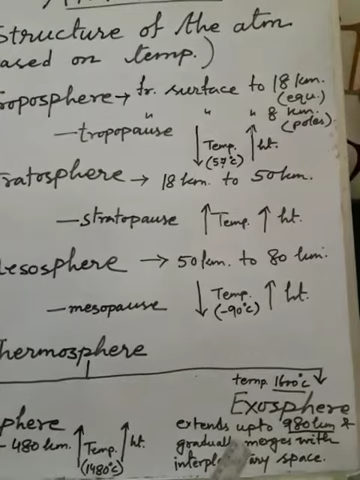 Structure of the atm
ased on temp.)
oposphere → fr. surface to 18 km. (equ.)
" " " 8 km. (poles)
— tropopause ↓ Temp. (57°c) ↑ ht.
ratosphere → 18 km. to 50 km.
— stratopause ↑ Temp. ↑ ht.
esosphere → 50 km. to 80 km.
— mesopause ↓ Temp. (-90°c) ↑ ht.
hermosphere
temp. 1600°c ↓
Exosphere
phere extends upto 980 km &
- 480 km. ↑ Temp. (1480°c) ↑ ht. gradually merges with
space.